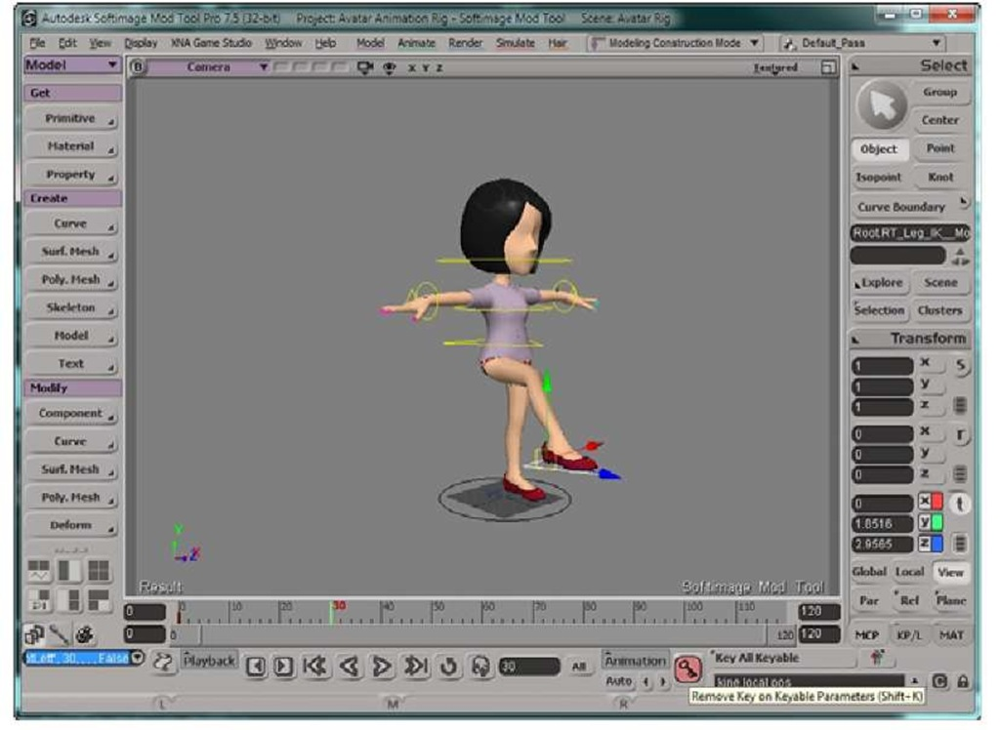 Autodesk Softimage Mod Tool Pro 7.5 (32-bit) Project: Avatar Animation Rig - Softimage Mod Tool Scene: Avatar Rig
File Edit View Display XNA Game Studio Window Help Model Animate Render Simulate Hair Modeling Construction Mode Default_Pass
Model B Camera X Y Z Textured Select
Get
Primitive
Material
Property
Create
Curve
Surf. Mesh
Poly. Mesh
Skeleton
Model
Text
Modify
Component
Curve
Surf. Mesh
Poly. Mesh
Deform
Group
Center
Object Point
Isopoint Knot
Curve Boundary
Root.RT_Leg_IK__Mo
Explore Scene
Selection Clusters
Transform
1 x s
1 y
1 z
0 x r
0 y
0 z
0 x t
1.8516 y
2.9565 z
Global Local View
Par Ref Plane
MCP KP/L MAT
Y
Z
Result Softimage Mod Tool
0 0 10 20 30 40 50 60 70 80 90 100 110 120
0 0 120 120
30, ... , False Playback 30 All Animation Key All Keyable
Auto kine.local.pos
Remove Key on Keyable Parameters (Shift-K)
L M R